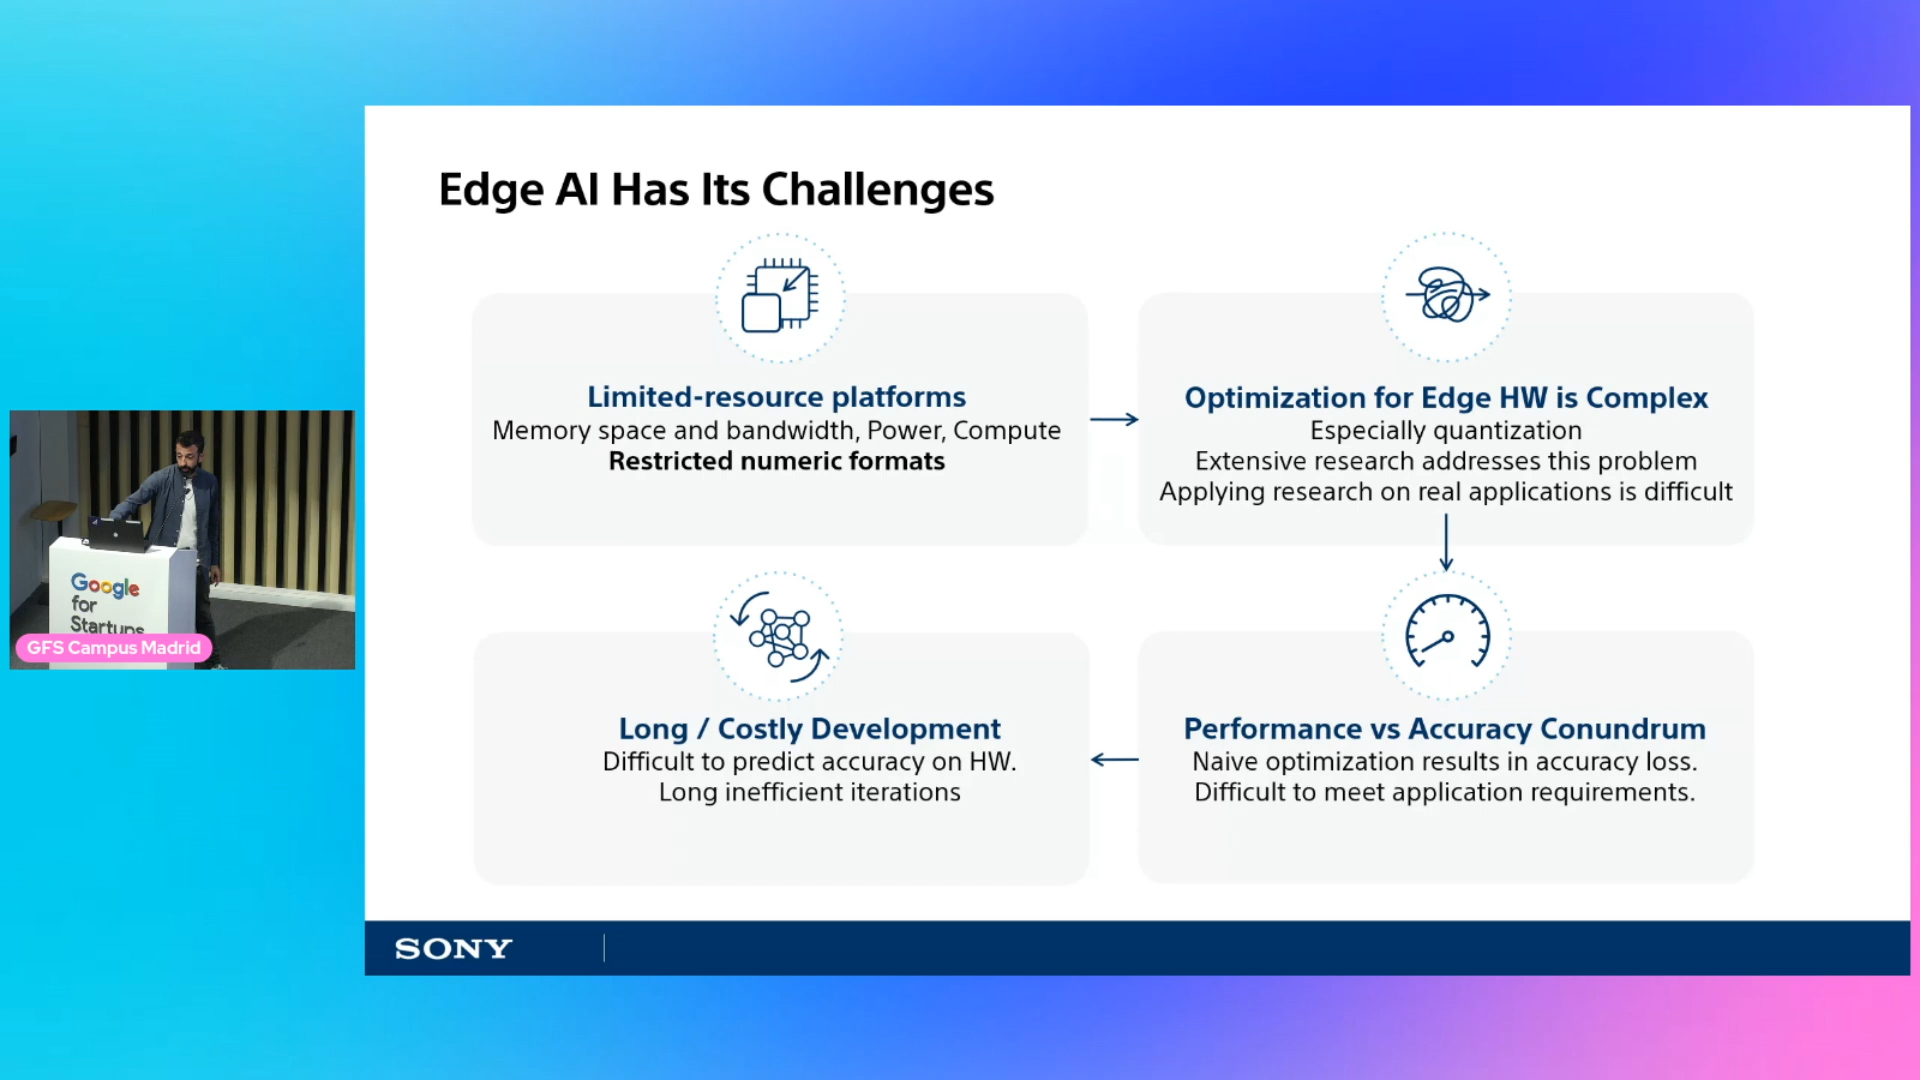 Edge AI Has Its Challenges
Limited-resource platforms
Memory space and bandwidth, Power, Compute
Restricted numeric formats
Optimization for Edge HW is Complex
Especially quantization
Extensive research addresses this problem
Applying research on real applications is difficult
Long / Costly Development
Difficult to predict accuracy on HW.
Long inefficient iterations
Performance vs Accuracy Conundrum
Naive optimization results in accuracy loss.
Difficult to meet application requirements.
Google
for
Startups
GFS Campus Madrid
SONY